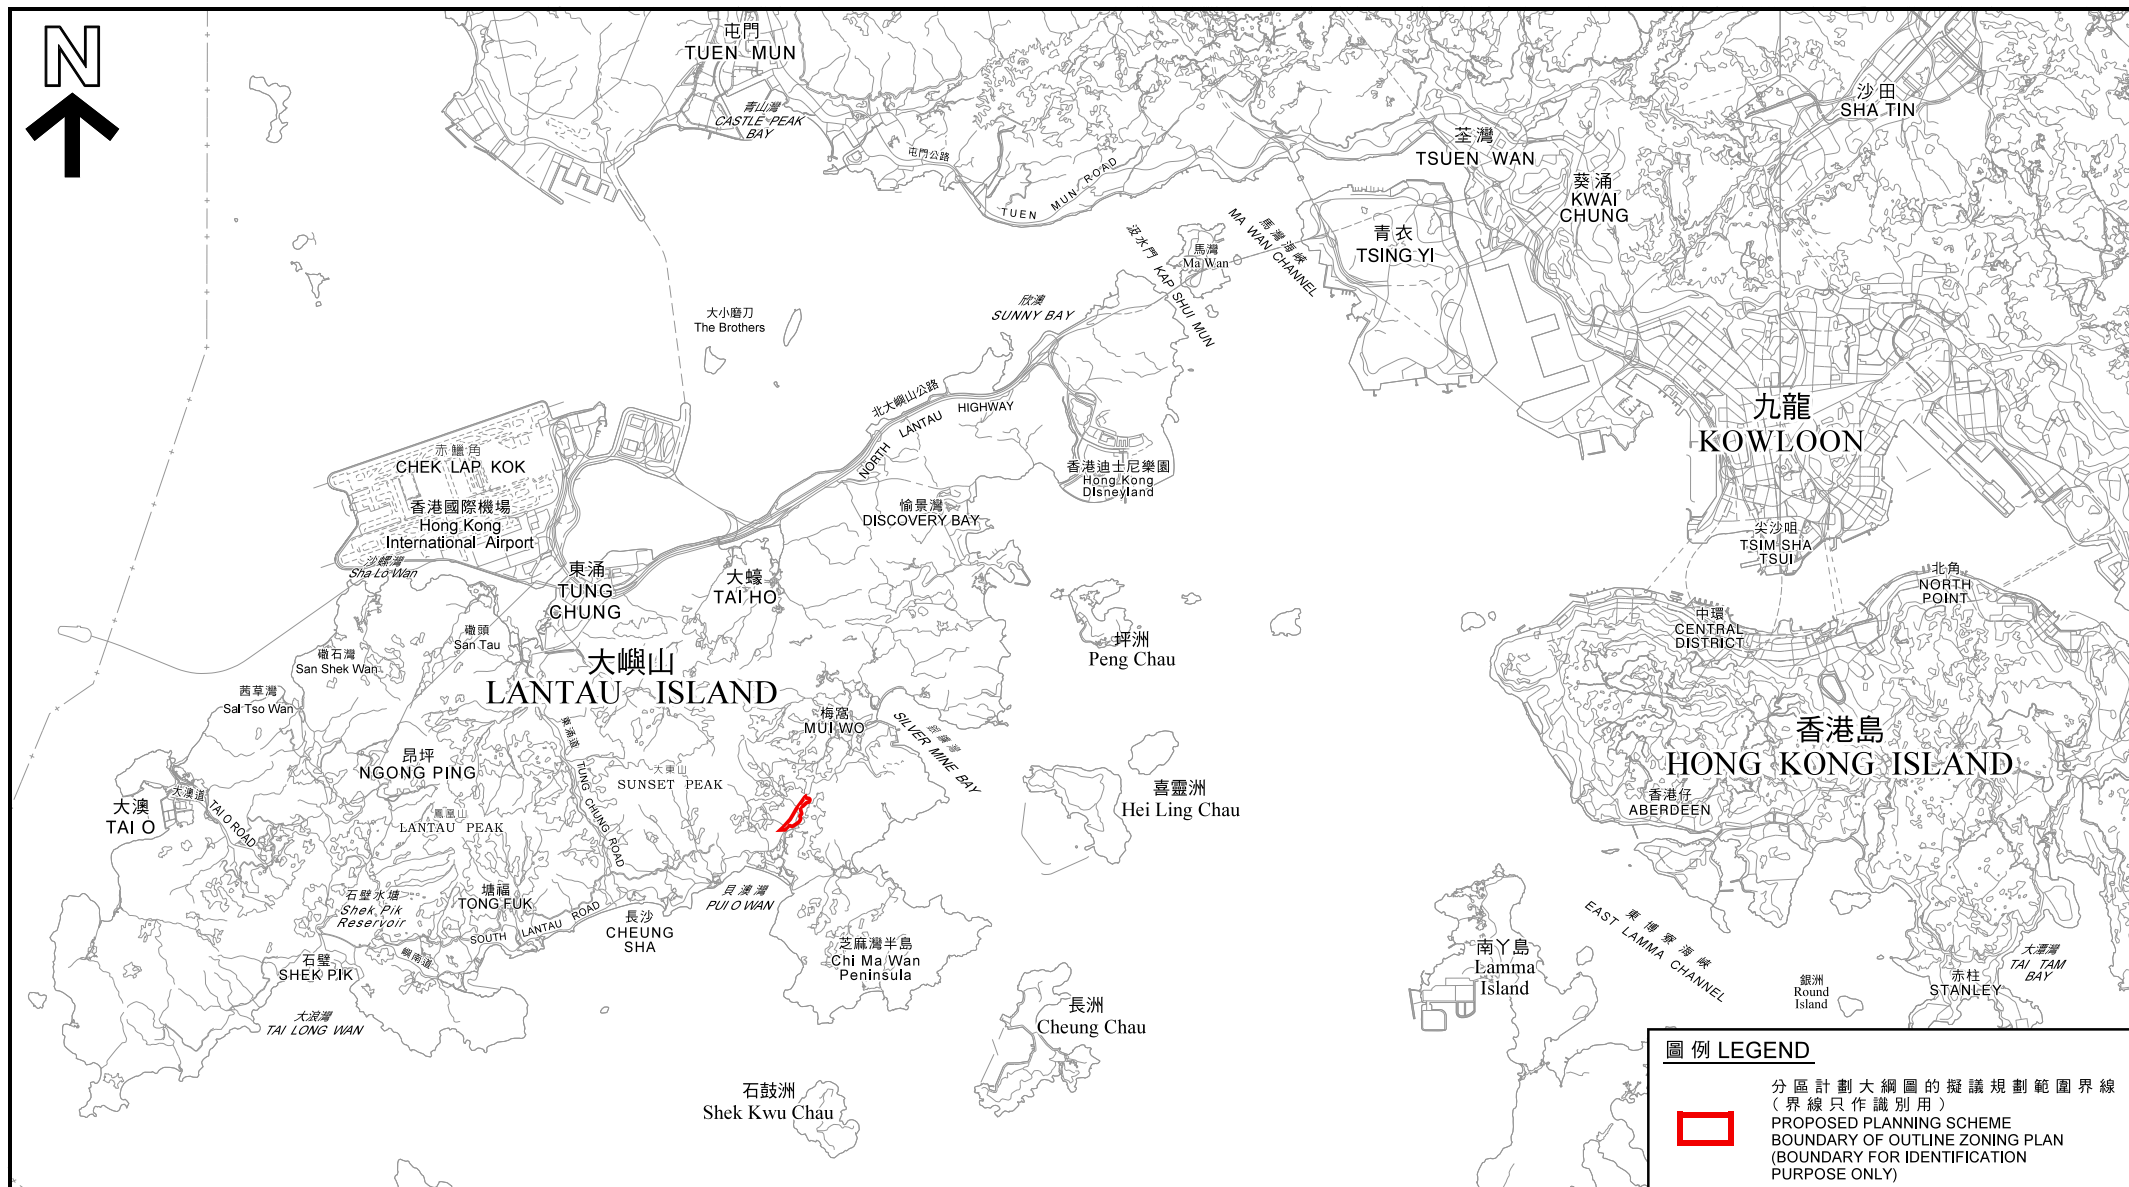 N
屯門
TUEN MUN
青山灣
CASTLE PEAK
BAY
屯門公路
TUEN MUN ROAD
沙田
SHA TIN
荃灣
TSUEN WAN
葵涌
KWAI
CHUNG
青衣
TSING YI
馬灣海峽
MA WAN CHANNEL
馬灣
Ma Wan
汲水門 KAP SHUI MUN
欣澳
SUNNY BAY
大小磨刀
The Brothers
北大嶼山公路
NORTH LANTAU HIGHWAY
九龍
KOWLOON
赤鱲角
CHEK LAP KOK
香港國際機場
Hong Kong
International Airport
沙螺灣
Sha Lo Wan
香港迪士尼樂園
Hong Kong
Disneyland
愉景灣
DISCOVERY BAY
尖沙咀
TSIM SHA
TSUI
東涌
TUNG
CHUNG
大蠔
TAI HO
北角
NORTH
POINT
中環
CENTRAL
DISTRICT
磡頭
San Tau
磡石灣
San Shek Wan
坪洲
Peng Chau
大嶼山
LANTAU ISLAND
茜草灣
Sai Tso Wan
梅窩
MUI WO
銀礦灣
SILVER MINE BAY
東涌道
TUNG CHUNG ROAD
香港島
HONG KONG ISLAND
昂坪
NGONG PING
大東山
SUNSET PEAK
大澳
TAI O
大澳道 TAI O ROAD
鳳凰山
LANTAU PEAK
喜靈洲
Hei Ling Chau
香港仔
ABERDEEN
石壁水塘
Shek Pik
Reservoir
塘福
TONG FUK
貝澳灣
PUI O WAN
嶼南道
SOUTH LANTAU ROAD
長沙
CHEUNG
SHA
東博寮海峽
EAST LAMMA CHANNEL
石壁
SHEK PIK
芝麻灣半島
Chi Ma Wan
Peninsula
南丫島
Lamma
Island
大潭灣
TAI TAM
BAY
赤柱
STANLEY
銀洲
Round
Island
大浪灣
TAI LONG WAN
長洲
Cheung Chau
石鼓洲
Shek Kwu Chau
圖例 LEGEND
分區計劃大綱圖的擬議規劃範圍界線
(界線只作識別用)
PROPOSED PLANNING SCHEME
BOUNDARY OF OUTLINE ZONING PLAN
(BOUNDARY FOR IDENTIFICATION
PURPOSE ONLY)